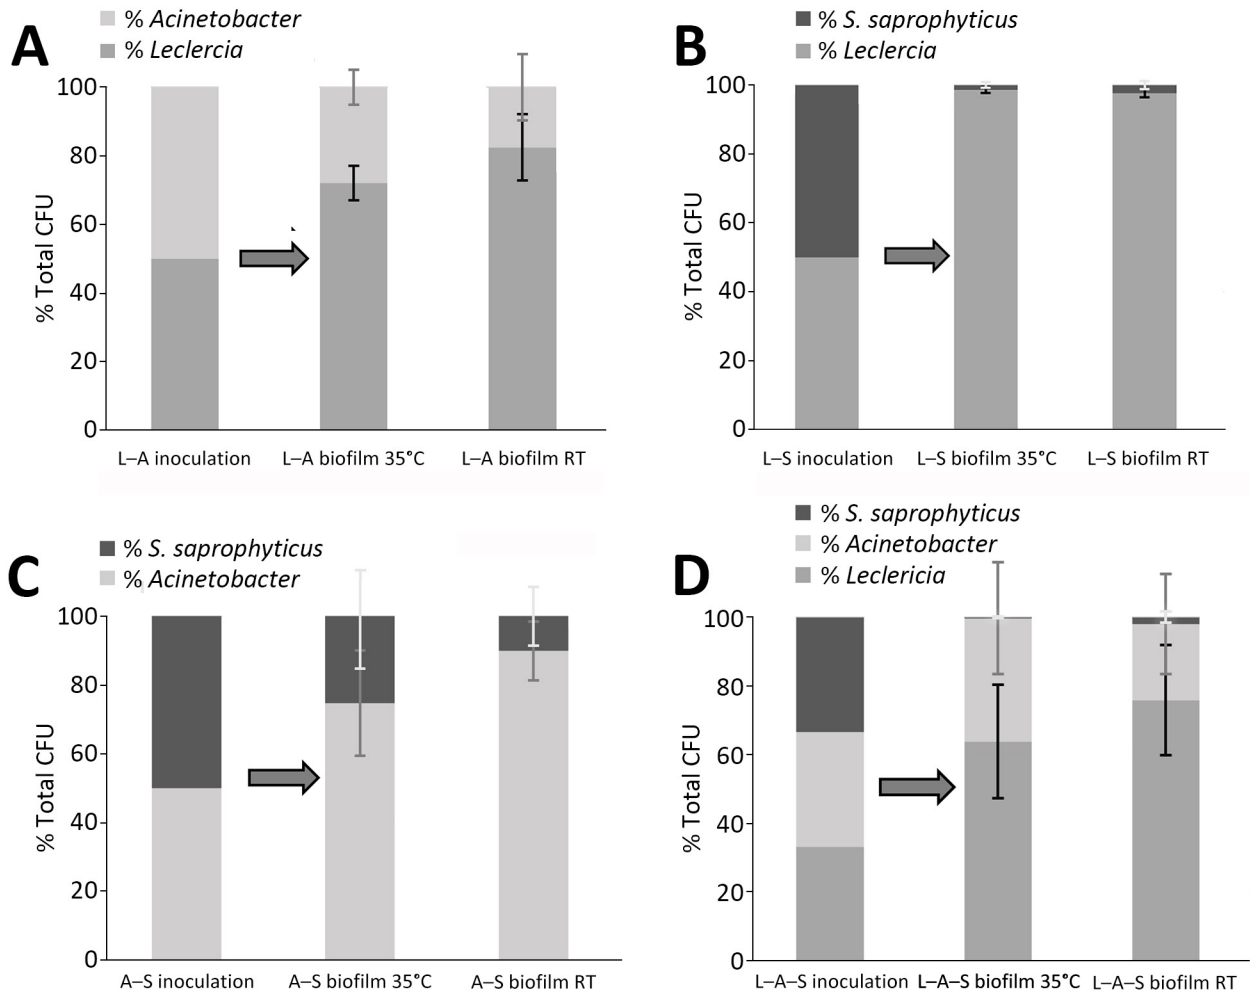 A
% Acinetobacter
% Leclercia
100
80
60
40
20
0
% Total CFU
L–A inoculation
L–A biofilm 35°C
L–A biofilm RT
B
% S. saprophyticus
% Leclercia
100
80
60
40
20
0
% Total CFU
L–S inoculation
L–S biofilm 35°C
L–S biofilm RT
C
% S. saprophyticus
% Acinetobacter
100
80
60
40
20
0
% Total CFU
A–S inoculation
A–S biofilm 35°C
A–S biofilm RT
D
% S. saprophyticus
% Acinetobacter
% Leclericia
100
80
60
40
20
0
% Total CFU
L–A–S inoculation
L–A–S biofilm 35°C
L–A–S biofilm RT